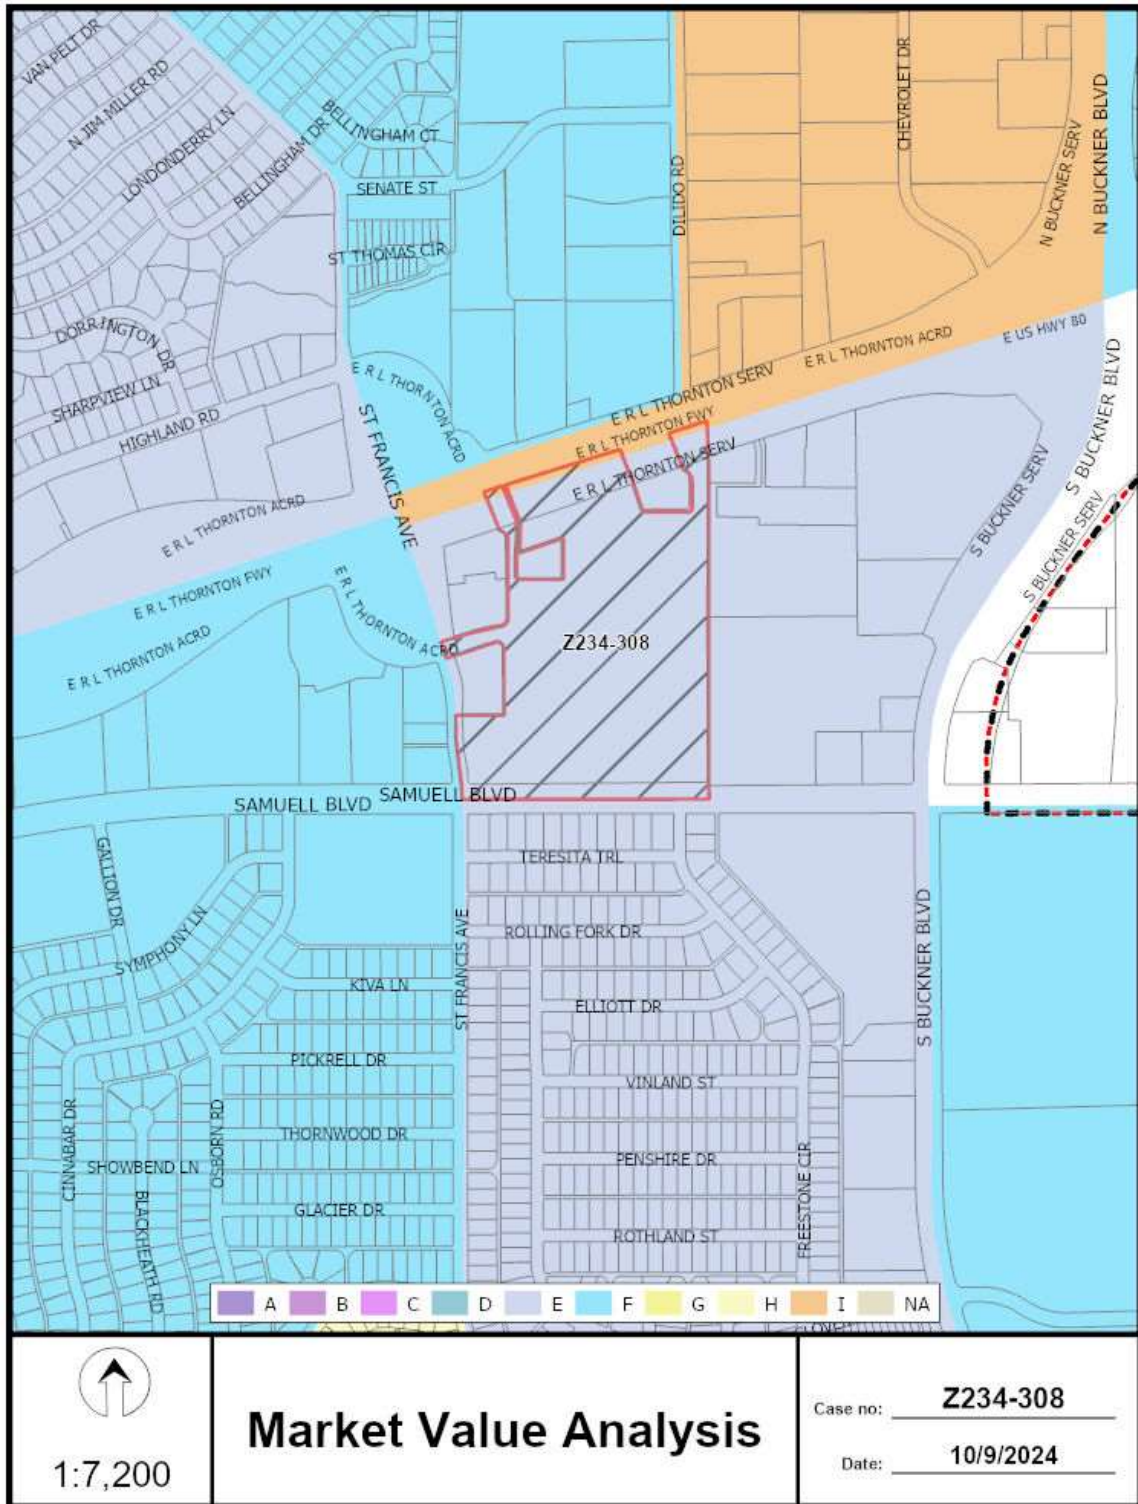 VAN PELT DR
N JIM MILLER RD
LONDONDERRY LN
BELLINGHAM DR
BELLINGHAM CT
SENATE ST
ST THOMAS CIR
DILIDO RD
CHEVROLET DR
N BUCKNER SERV
N BUCKNER BLVD
DORRINGTON DR
SHARPVIEW LN
HIGHLAND RD
E R L THORNTON ACRD
ST FRANCIS AVE
E R L THORNTON SERV
E R L THORNTON ACRD
E US HWY 80
E R L THORNTON FWY
E R L THORNTON SERV
S BUCKNER BLVD
S BUCKNER SERV
S BUCKNER SERV
E R L THORNTON ACRD
E R L THORNTON FWY
E R L THORNTON ACRD
E R L THORNTON ACRD
Z234-308
SAMUELL BLVD
SAMUELL BLVD
GALLION DR
TERESITA TRL
SYMPHONY LN
ST FRANCIS AVE
ROLLING FORK DR
S BUCKNER BLVD
KIVA LN
ELLIOTT DR
PICKRELL DR
VINLAND ST
CINNABAR DR
OSBORN RD
THORNWOOD DR
SHOWBEND LN
PENSHIRE DR
BLACKHEATH RD
GLACIER DR
ROTHLAND ST
FREESTONE CIR
A B C D E F G H I NA
1:7,200
Market Value Analysis
Case no: Z234-308
Date: 10/9/2024